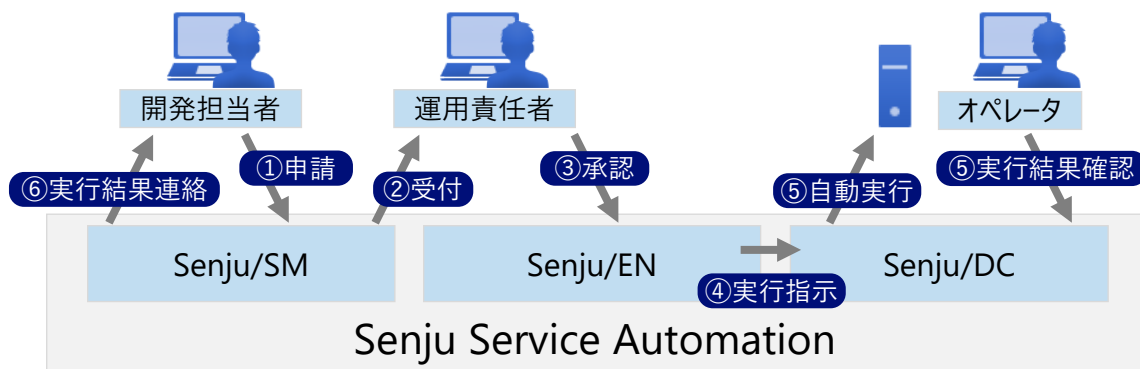 開発担当者
運用責任者
オペレータ
⑥実行結果連絡
①申請
②受付
③承認
⑤自動実行
⑤実行結果確認
Senju/SM
Senju/EN
④実行指示
Senju/DC
Senju Service Automation